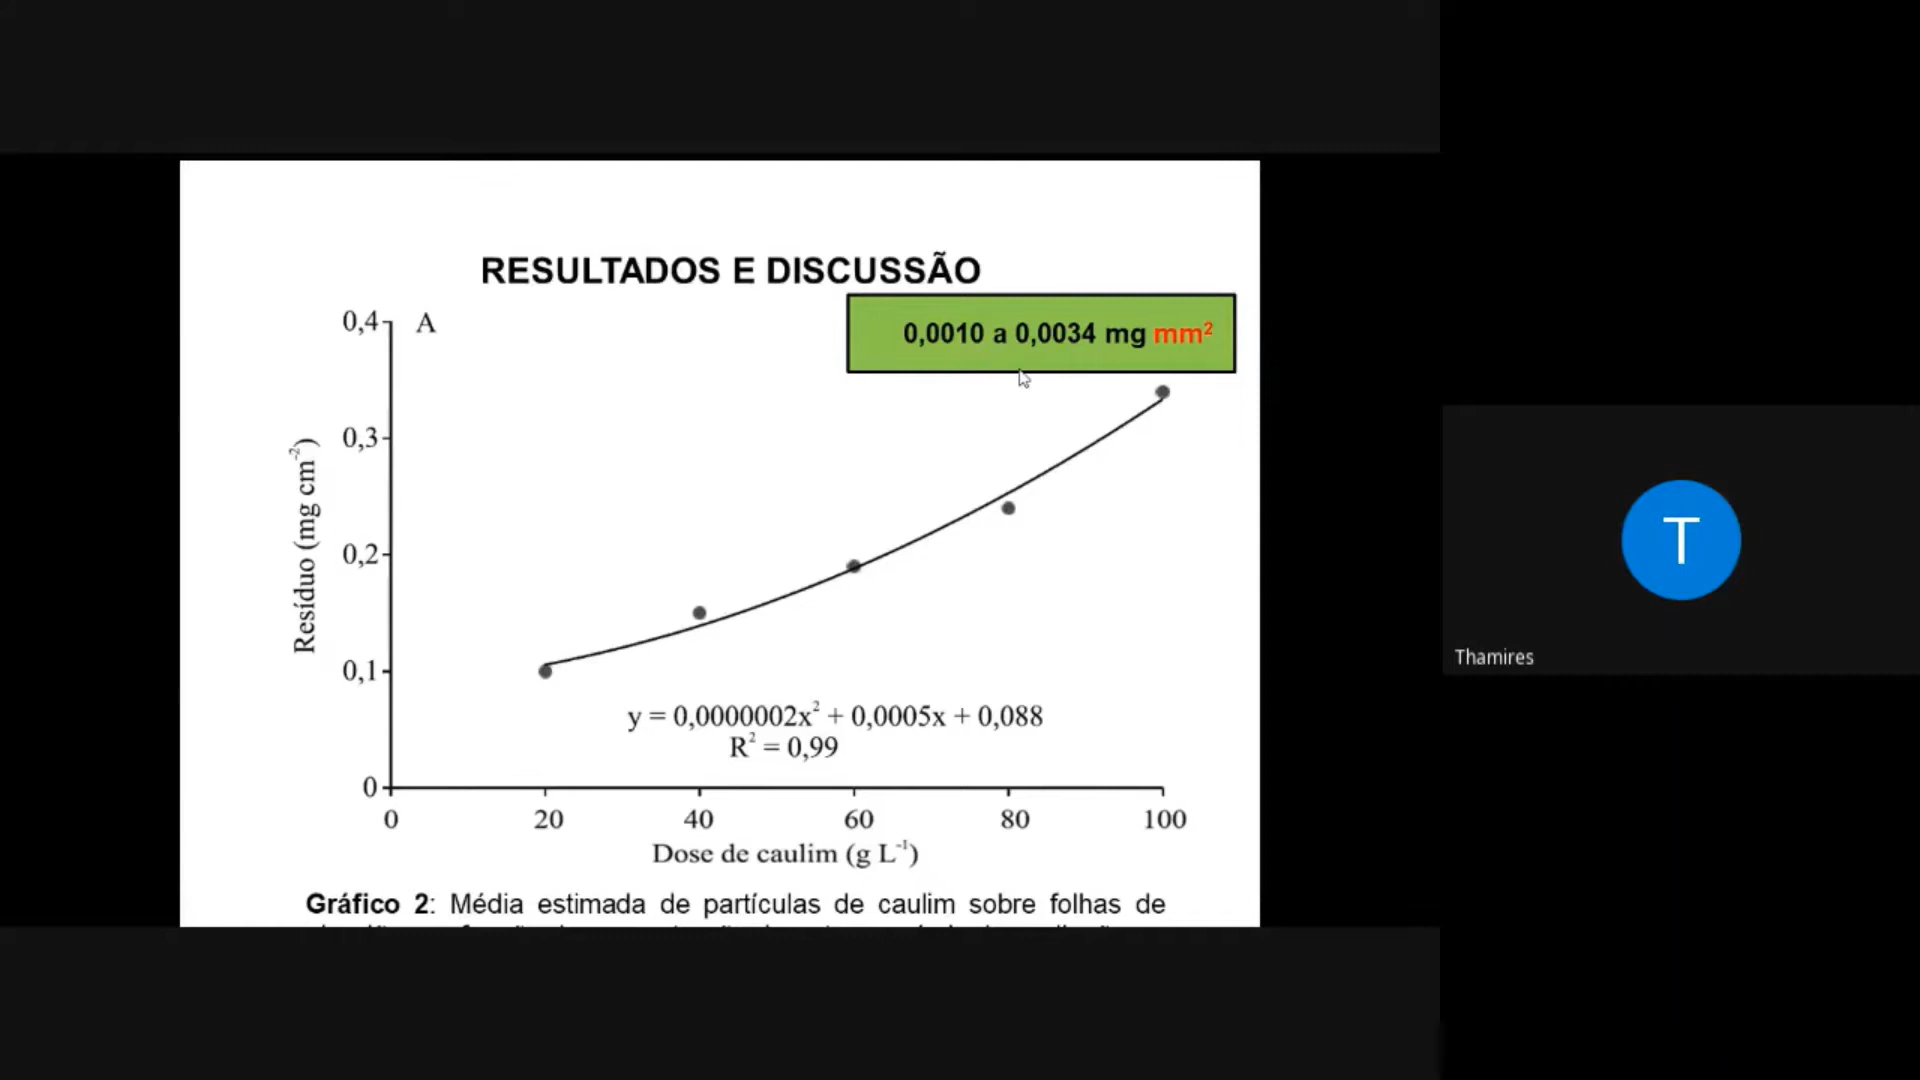 RESULTADOS E DISCUSSÃO
0,0010 a 0,0034 mg mm²
A
0,4
0,3
0,2
0,1
0
Resíduo (mg cm⁻²)
y = 0,0000002x² + 0,0005x + 0,088
R² = 0,99
0 20 40 60 80 100
Dose de caulim (g L⁻¹)
Gráfico 2: Média estimada de partículas de caulim sobre folhas de
T
Thamires